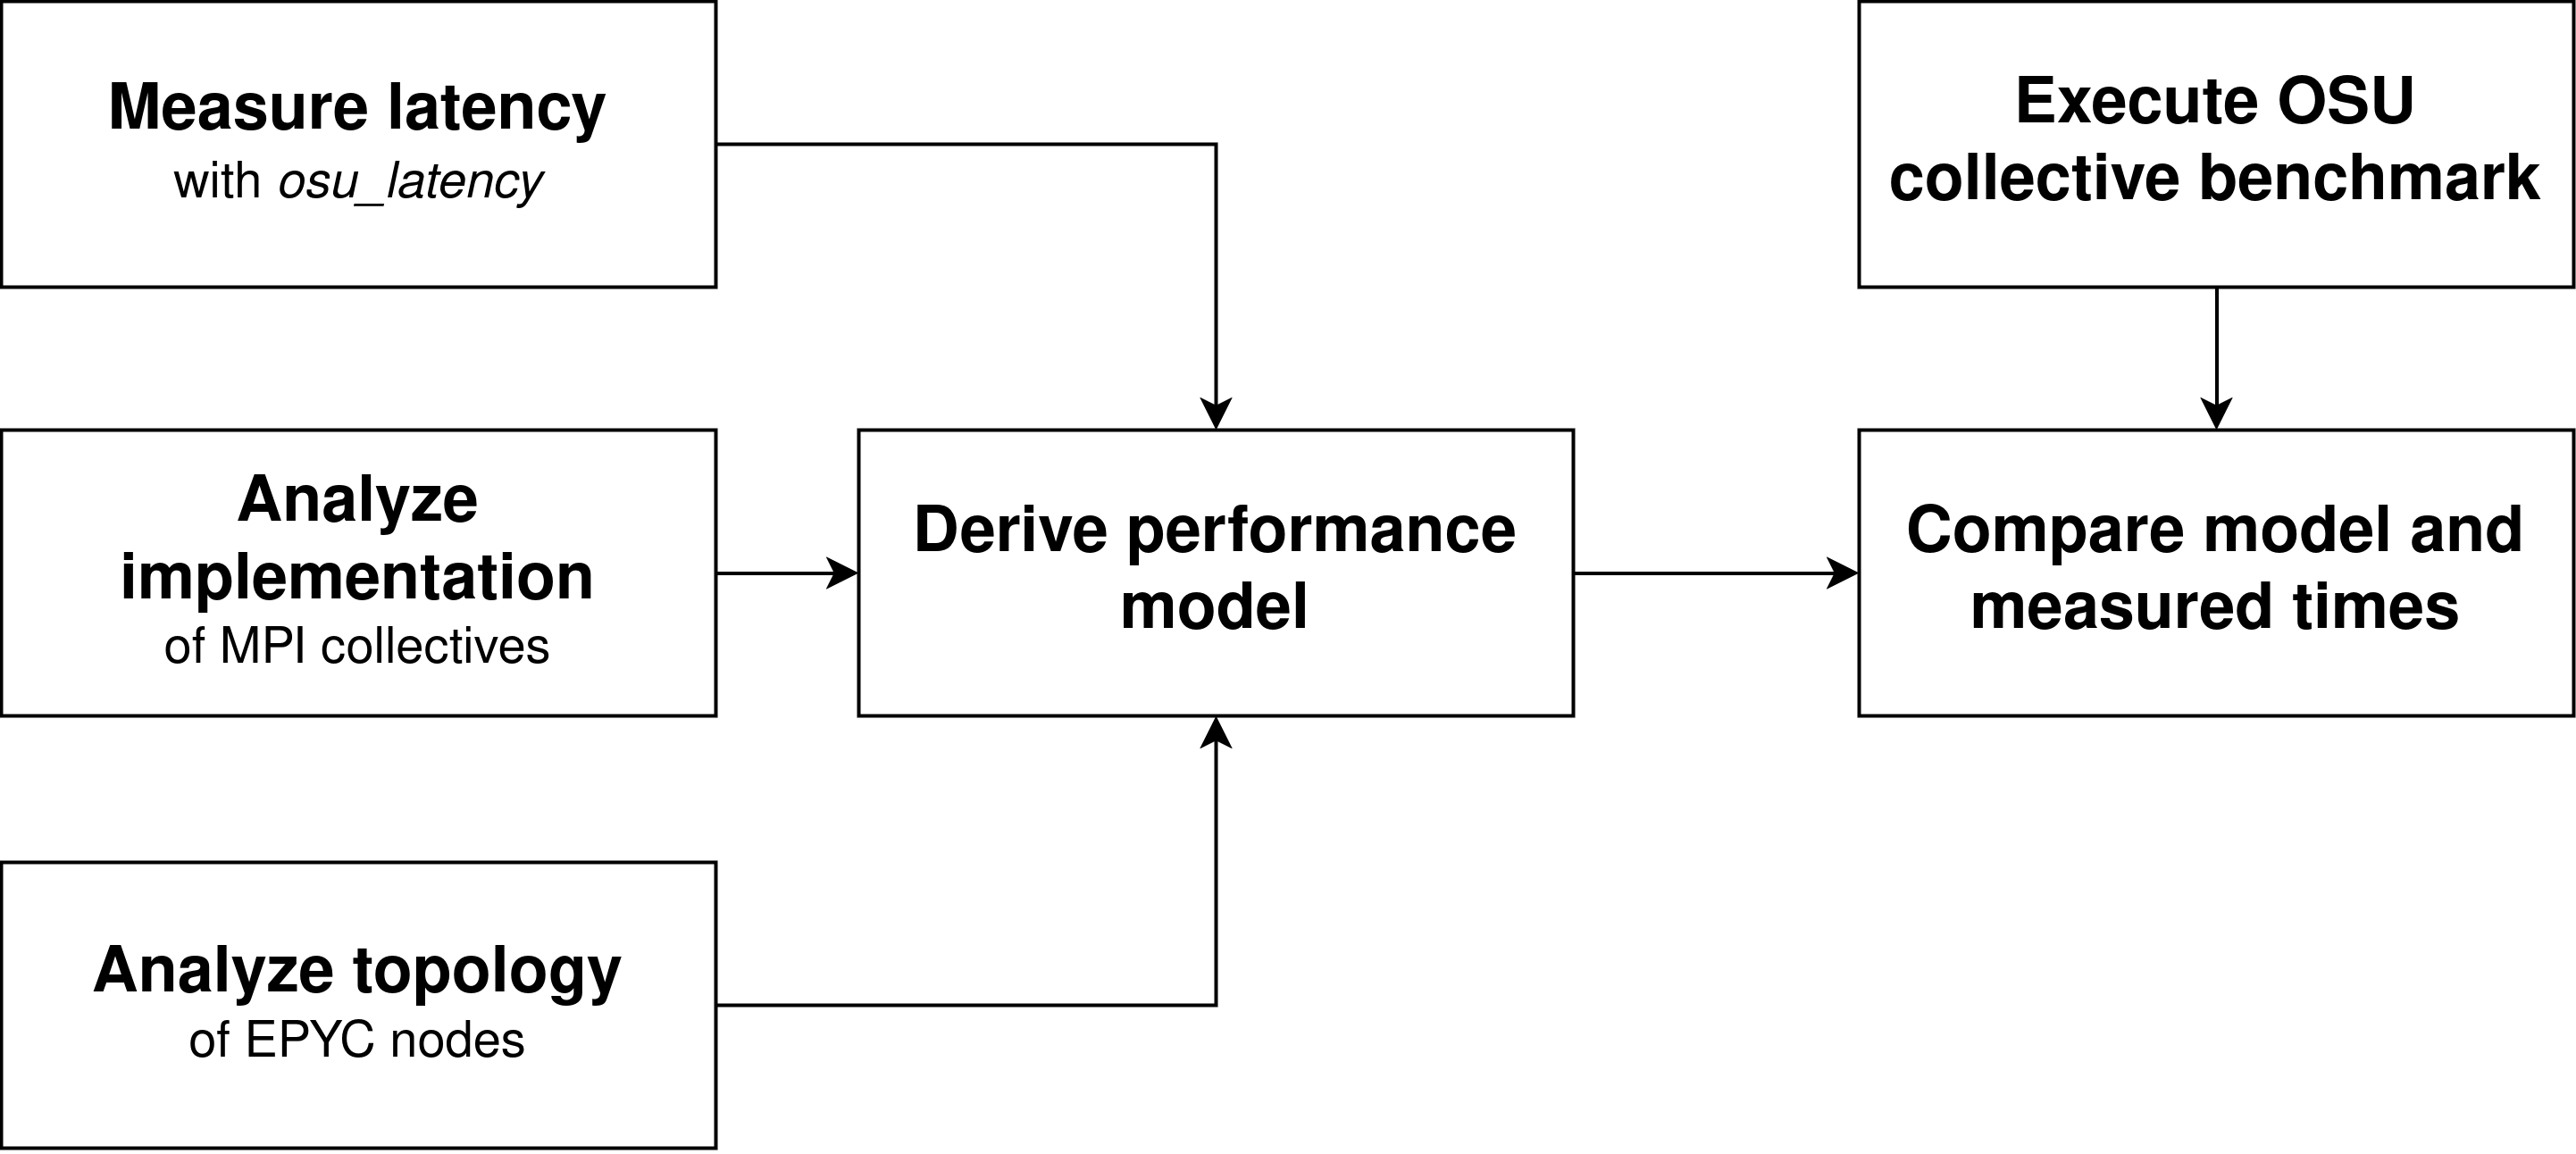 Measure latency
with osu_latency
Execute OSU
collective benchmark
Analyze
implementation
of MPI collectives
Derive performance
model
Compare model and
measured times
Analyze topology
of EPYC nodes